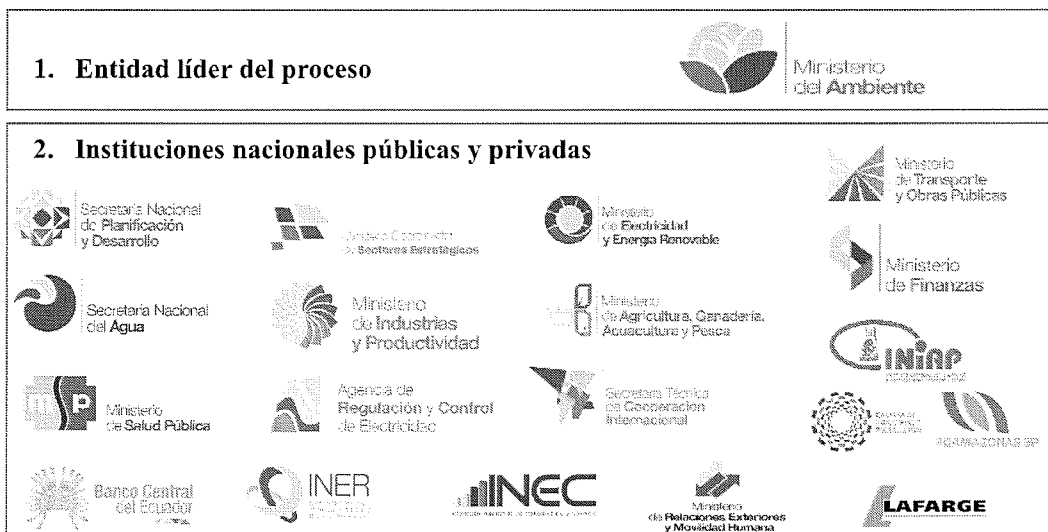 1. Entidad líder del proceso
Ministerio
del Ambiente
2. Instituciones nacionales públicas y privadas
Ministerio
de Transporte
y Obras Públicas
Secretaría Nacional
de Planificación
y Desarrollo
de Sectores Estratégicos
Ministerio
de Electricidad
y Energía Renovable
Ministerio
de Finanzas
Secretaría Nacional
del Agua
Ministerio
de Industrias
y Productividad
Ministerio
de Agricultura, Ganadería,
Acuacultura y Pesca
INIAP
Ministerio
de Salud Pública
Agencia de
Regulación y Control
de Electricidad
Secretaría Técnica
de Cooperación
Internacional
Banco Central
del Ecuador
INER
INEC
Ministerio
de Relaciones Exteriores
y Movilidad Humana
LAFARGE